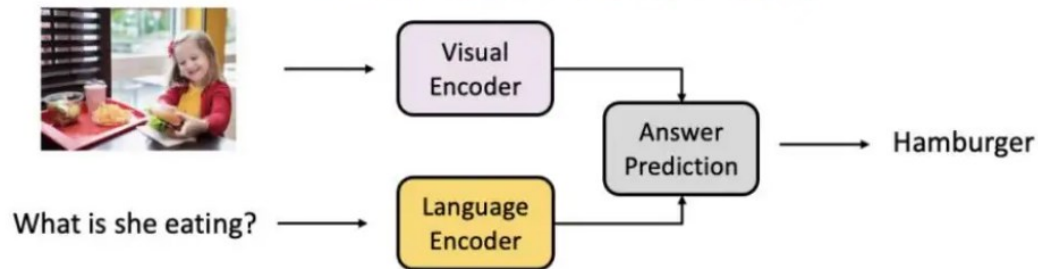 Visual
Encoder
Answer
Prediction
Hamburger
What is she eating?
Language
Encoder